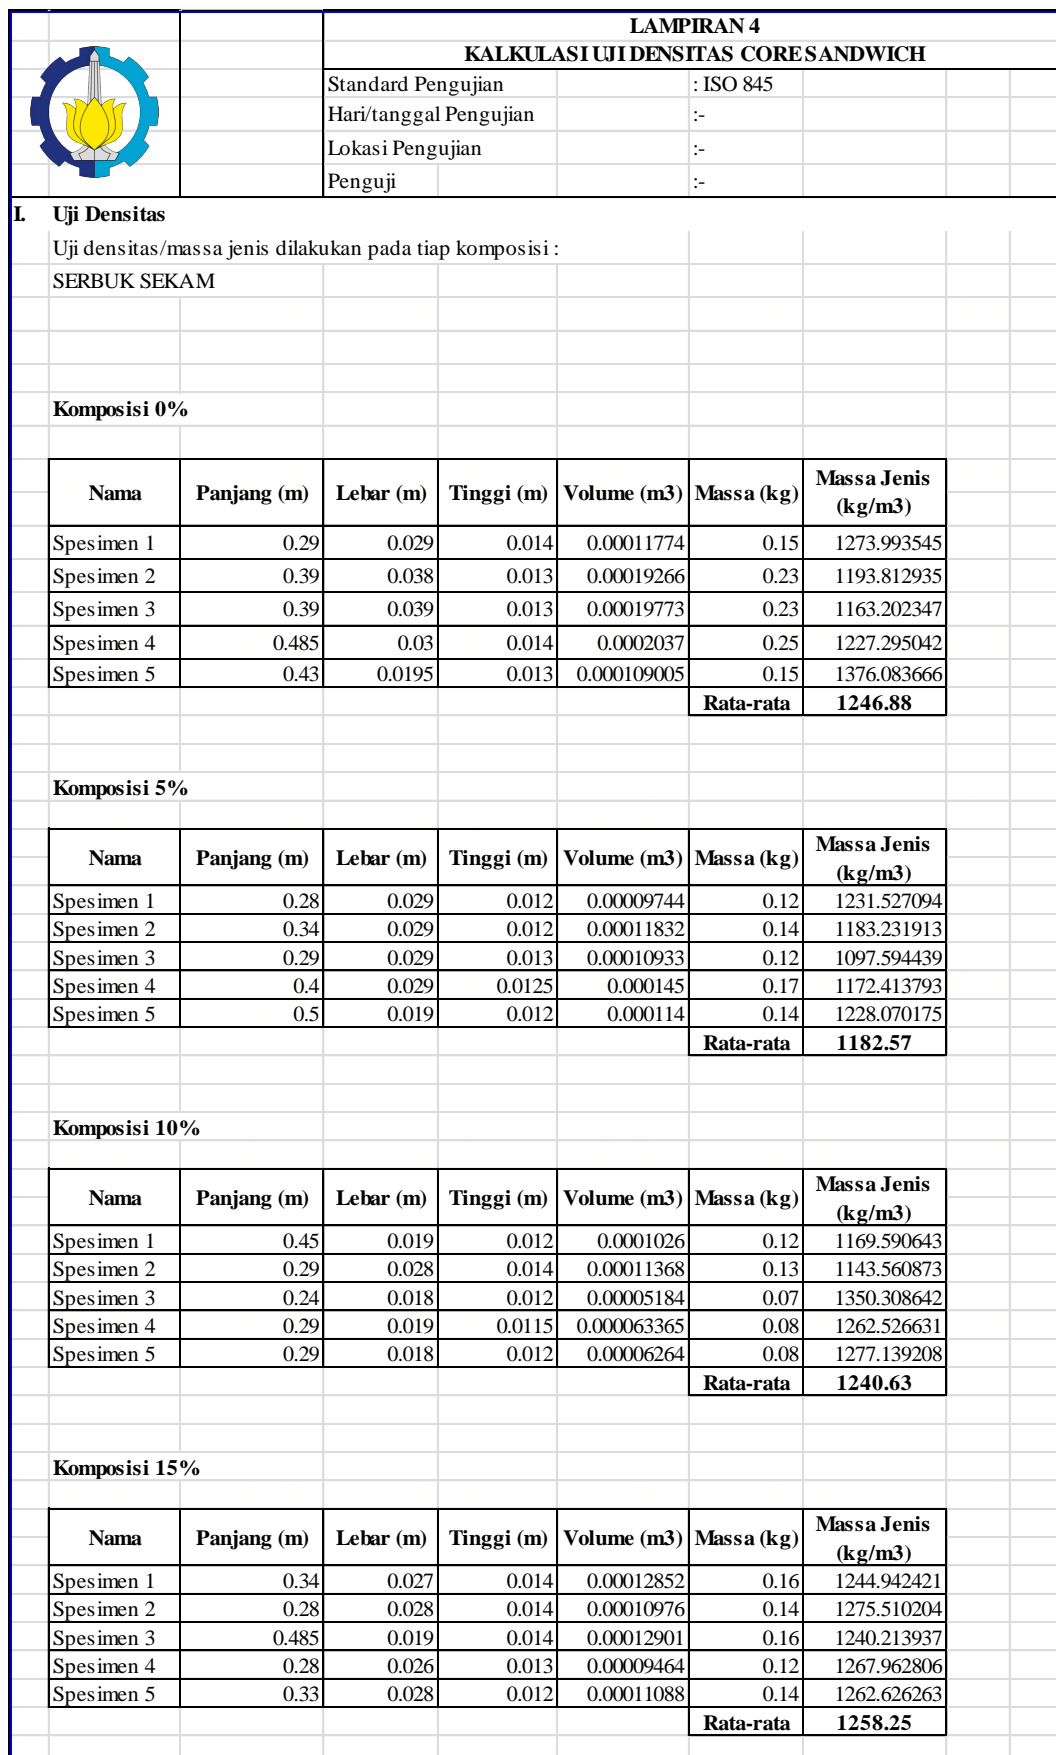 LAMPIRAN 4
KALKULASI UJI DENSITAS CORE SANDWICH
Standard Pengujian : ISO 845
Hari/tanggal Pengujian :-
Lokasi Pengujian :-
Penguji :-
I. Uji Densitas
Uji densitas/massa jenis dilakukan pada tiap komposisi :
SERBUK SEKAM
Komposisi 0%
Nama Panjang (m) Lebar (m) Tinggi (m) Volume (m3) Massa (kg) Massa Jenis (kg/m3)
Spesimen 1 0.29 0.029 0.014 0.00011774 0.15 1273.993545
Spesimen 2 0.39 0.038 0.013 0.00019266 0.23 1193.812935
Spesimen 3 0.39 0.039 0.013 0.00019773 0.23 1163.202347
Spesimen 4 0.485 0.03 0.014 0.0002037 0.25 1227.295042
Spesimen 5 0.43 0.0195 0.013 0.000109005 0.15 1376.083666
Rata-rata 1246.88
Komposisi 5%
Nama Panjang (m) Lebar (m) Tinggi (m) Volume (m3) Massa (kg) Massa Jenis (kg/m3)
Spesimen 1 0.28 0.029 0.012 0.00009744 0.12 1231.527094
Spesimen 2 0.34 0.029 0.012 0.00011832 0.14 1183.231913
Spesimen 3 0.29 0.029 0.013 0.00010933 0.12 1097.594439
Spesimen 4 0.4 0.029 0.0125 0.000145 0.17 1172.413793
Spesimen 5 0.5 0.019 0.012 0.000114 0.14 1228.070175
Rata-rata 1182.57
Komposisi 10%
Nama Panjang (m) Lebar (m) Tinggi (m) Volume (m3) Massa (kg) Massa Jenis (kg/m3)
Spesimen 1 0.45 0.019 0.012 0.0001026 0.12 1169.590643
Spesimen 2 0.29 0.028 0.014 0.00011368 0.13 1143.560873
Spesimen 3 0.24 0.018 0.012 0.00005184 0.07 1350.308642
Spesimen 4 0.29 0.019 0.0115 0.000063365 0.08 1262.526631
Spesimen 5 0.29 0.018 0.012 0.00006264 0.08 1277.139208
Rata-rata 1240.63
Komposisi 15%
Nama Panjang (m) Lebar (m) Tinggi (m) Volume (m3) Massa (kg) Massa Jenis (kg/m3)
Spesimen 1 0.34 0.027 0.014 0.00012852 0.16 1244.942421
Spesimen 2 0.28 0.028 0.014 0.00010976 0.14 1275.510204
Spesimen 3 0.485 0.019 0.014 0.00012901 0.16 1240.213937
Spesimen 4 0.28 0.026 0.013 0.00009464 0.12 1267.962806
Spesimen 5 0.33 0.028 0.012 0.00011088 0.14 1262.626263
Rata-rata 1258.25